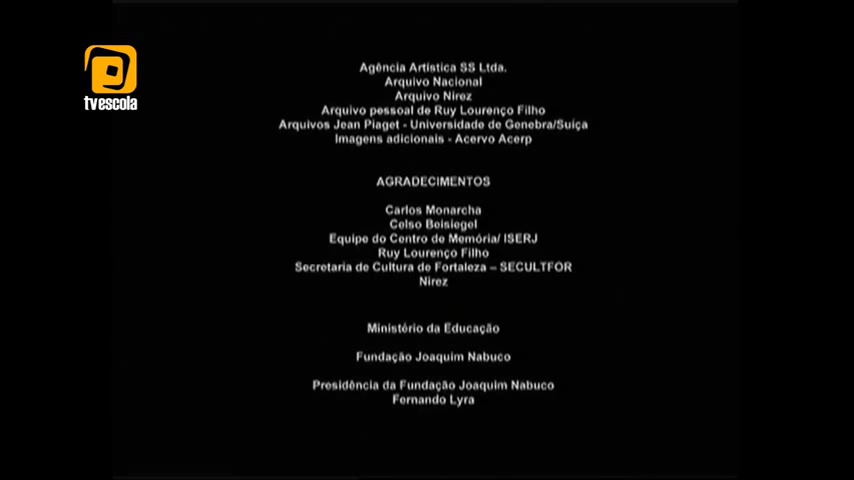 tvescola
Agência Artística SS Ltda.
Arquivo Nacional
Arquivo Nirez
Arquivo pessoal de Ruy Lourenço Filho
Arquivos Jean Piaget - Universidade de Genebra/Suiça
Imagens adicionais - Acervo Acerp
AGRADECIMENTOS
Carlos Monarcha
Celso Beisiegel
Equipe do Centro de Memória/ ISERJ
Ruy Lourenço Filho
Secretaria de Cultura de Fortaleza – SECULTFOR
Nirez
Ministério da Educação
Fundação Joaquim Nabuco
Presidência da Fundação Joaquim Nabuco
Fernando Lyra